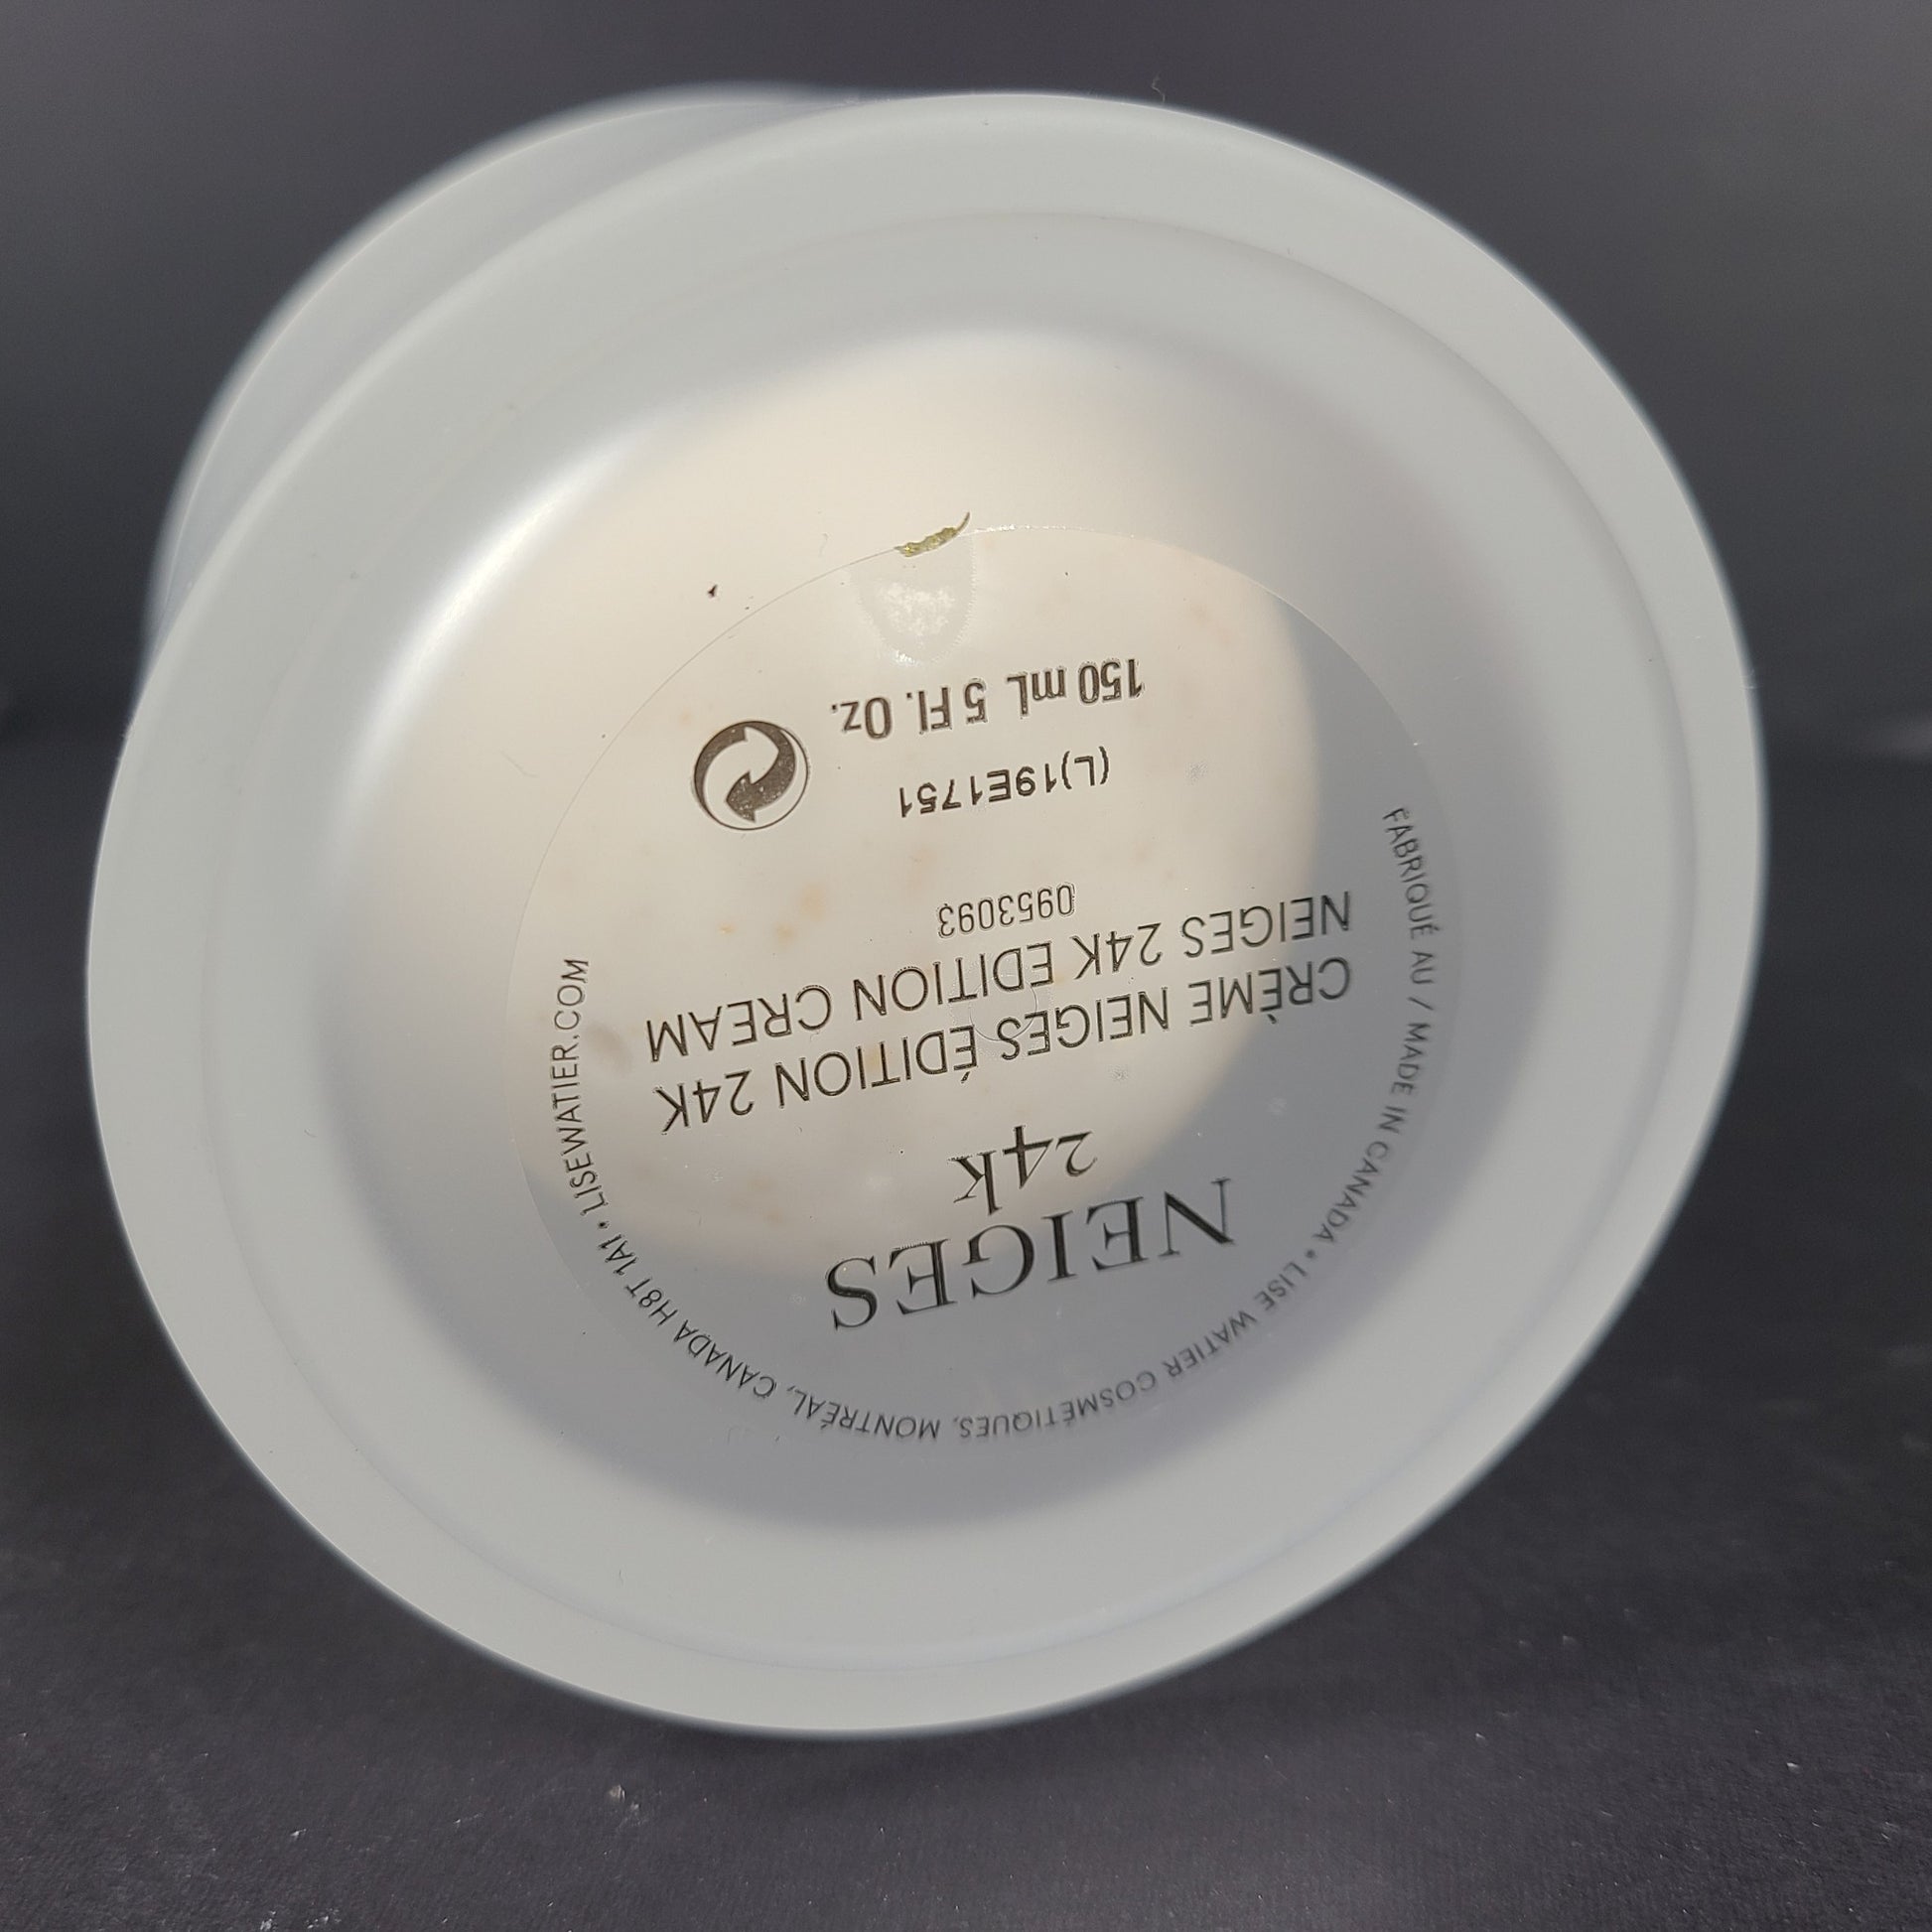 NEIGES
24k
CRÈME NEIGES ÉDITION 24K
NEIGES 24K EDITION CREAM
0953093
(L)19E1751
150 mL 5 Fl. Oz.
FABRIQUÉ AU / MADE IN CANADA • LISE WATIER COSMÉTIQUES, MONTRÉAL, CANADA H8T 1A1 • LISEWATIER.COM